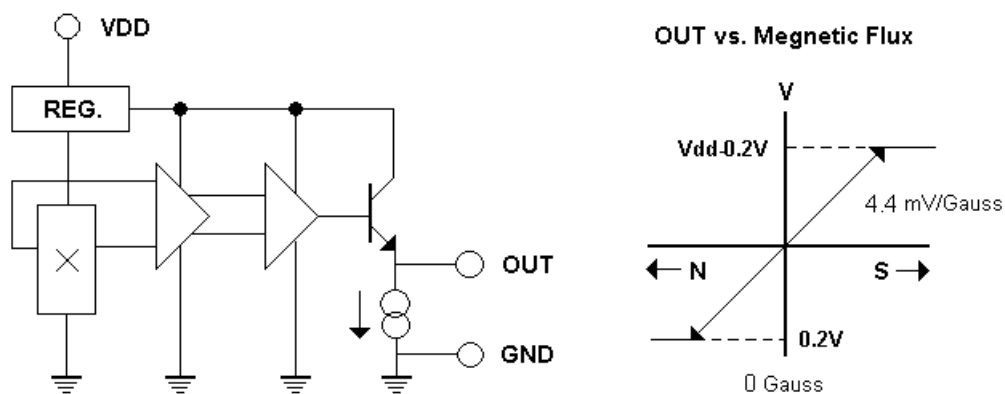 VDD
REG.
OUT
GND
OUT vs. Megnetic Flux
V
Vdd-0.2V
4.4 mV/Gauss
N
S
0.2V
0 Gauss